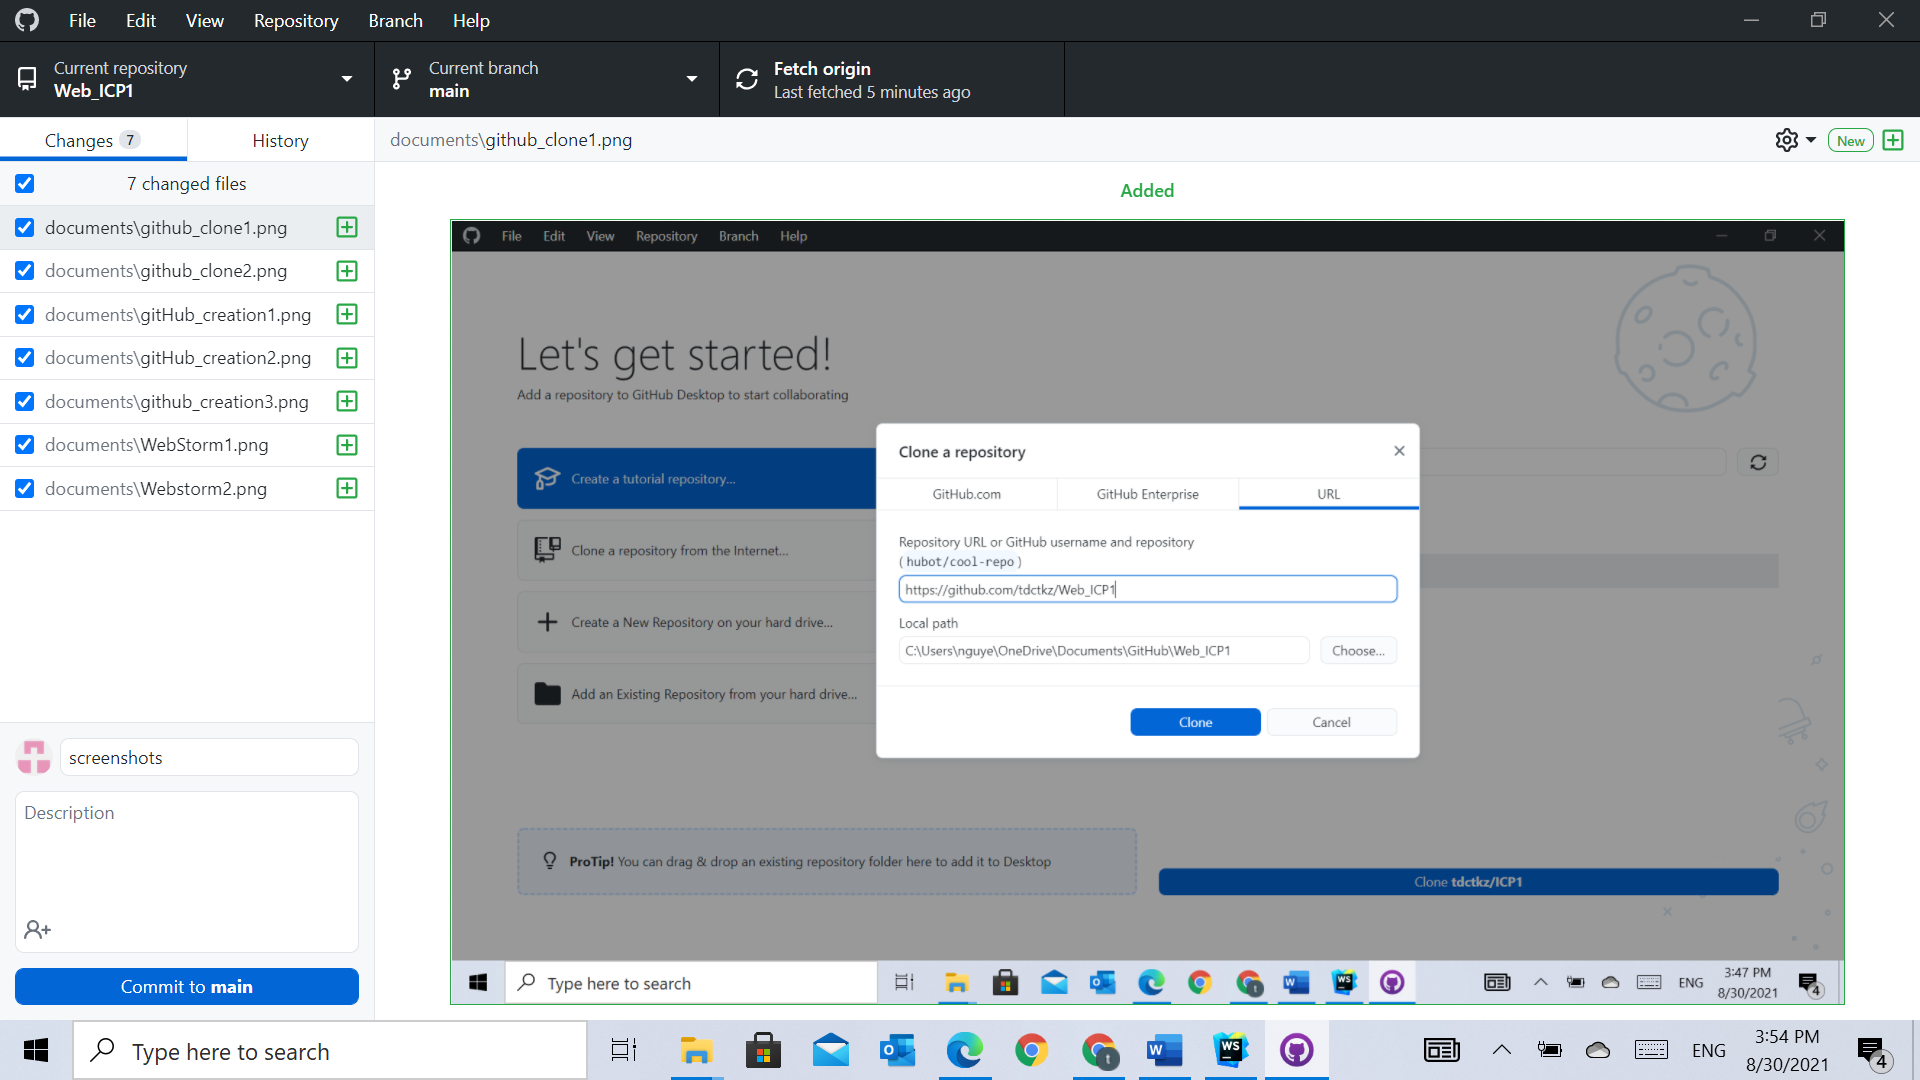 File Edit View Repository Branch Help
Current repository
Web_ICP1
Current branch
main
Fetch origin
Last fetched 5 minutes ago
Changes 7
History
documents\github_clone1.png
New
7 changed files
documents\github_clone1.png
documents\github_clone2.png
documents\gitHub_creation1.png
documents\gitHub_creation2.png
documents\github_creation3.png
documents\WebStorm1.png
documents\Webstorm2.png
screenshots
Description
Commit to main
Added
File Edit View Repository Branch Help
Let's get started!
Add a repository to GitHub Desktop to start collaborating
Create a tutorial repository...
Clone a repository from the Internet...
Create a New Repository on your hard drive...
Add an Existing Repository from your hard drive...
Clone a repository
GitHub.com GitHub Enterprise URL
Repository URL or GitHub username and repository
(hubot/cool-repo)
https://github.com/tdctkz/Web_ICP1
Local path
C:\Users\nguye\OneDrive\Documents\GitHub\Web_ICP1
Choose...
Clone Cancel
ProTip! You can drag & drop an existing repository folder here to add it to Desktop
Clone tdctkz/ICP1
Type here to search
t
W
WS
ENG
3:47 PM
8/30/2021
4
Type here to search
t
W
WS
ENG
3:54 PM
8/30/2021
4